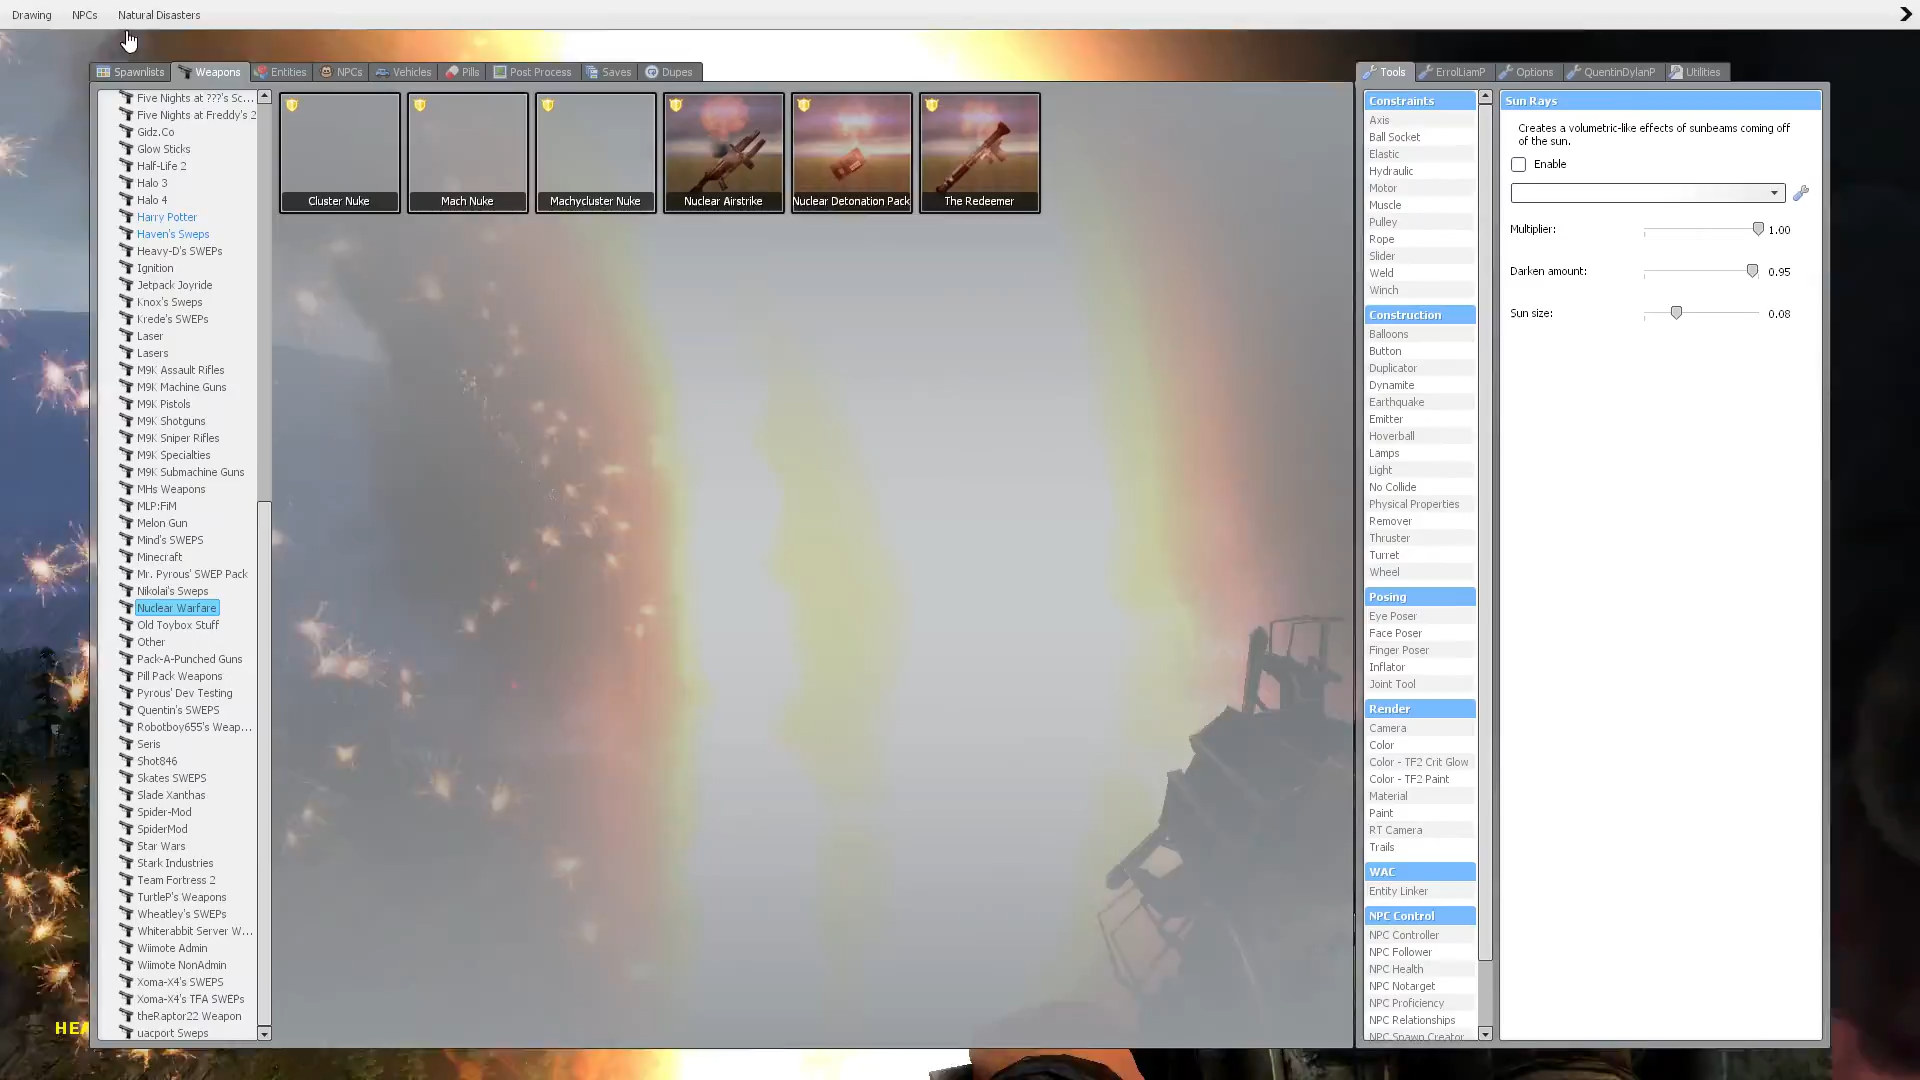 Drawing NPCs Natural Disasters
Spawnlists Weapons Entities NPCs Vehicles Pills Post Process Saves Dupes
Five Nights at ???'s Sc...
Five Nights at Freddy's 2
Gidz.Co
Glow Sticks
Half-Life 2
Halo 3
Halo 4
Harry Potter
Haven's Sweps
Heavy-D's SWEPs
Ignition
Jetpack Joyride
Knox's Sweps
Krede's SWEPs
Laser
Lasers
M9K Assault Rifles
M9K Machine Guns
M9K Pistols
M9K Shotguns
M9K Sniper Rifles
M9K Specialties
M9K Submachine Guns
MHs Weapons
MLP:FiM
Melon Gun
Mind's SWEPS
Minecraft
Mr. Pyrous' SWEP Pack
Nikolai's Sweps
Nuclear Warfare
Old Toybox Stuff
Other
Pack-A-Punched Guns
Pill Pack Weapons
Pyrous' Dev Testing
Quentin's SWEPS
Robotboy655's Weap...
Seris
Shot846
Skates SWEPS
Slade Xanthas
Spider-Mod
SpiderMod
Star Wars
Stark Industries
Team Fortress 2
TurtleP's Weapons
Wheatley's SWEPs
Whiterabbit Server W...
Wiimote Admin
Wiimote NonAdmin
Xoma-X4's SWEPS
Xoma-X4's TFA SWEPs
theRaptor22 Weapon
uacport Sweps
Cluster Nuke
Mach Nuke
Machycluster Nuke
Nuclear Airstrike
Nuclear Detonation Pack
The Redeemer
Tools ErrolLiamP Options QuentinDylanP Utilities
Constraints
Axis
Ball Socket
Elastic
Hydraulic
Motor
Muscle
Pulley
Rope
Slider
Weld
Winch
Construction
Balloons
Button
Duplicator
Dynamite
Earthquake
Emitter
Hoverball
Lamps
Light
No Collide
Physical Properties
Remover
Thruster
Turret
Wheel
Posing
Eye Poser
Face Poser
Finger Poser
Inflator
Joint Tool
Render
Camera
Color
Color - TF2 Crit Glow
Color - TF2 Paint
Material
Paint
RT Camera
Trails
WAC
Entity Linker
NPC Control
NPC Controller
NPC Follower
NPC Health
NPC Notarget
NPC Proficiency
NPC Relationships
NPC Spawn Creator
Sun Rays
Creates a volumetric-like effects of sunbeams coming off
of the sun.
Enable
Multiplier: 1.00
Darken amount: 0.95
Sun size: 0.08